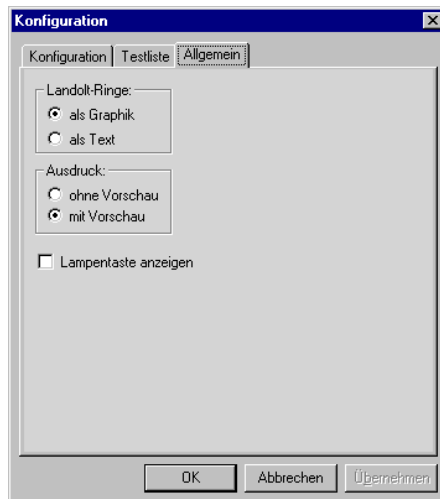 Konfiguration
Konfiguration Testliste Allgemein
Landolt-Ringe:
als Graphik
als Text
Ausdruck:
ohne Vorschau
mit Vorschau
Lampentaste anzeigen
OK Abbrechen Übernehmen